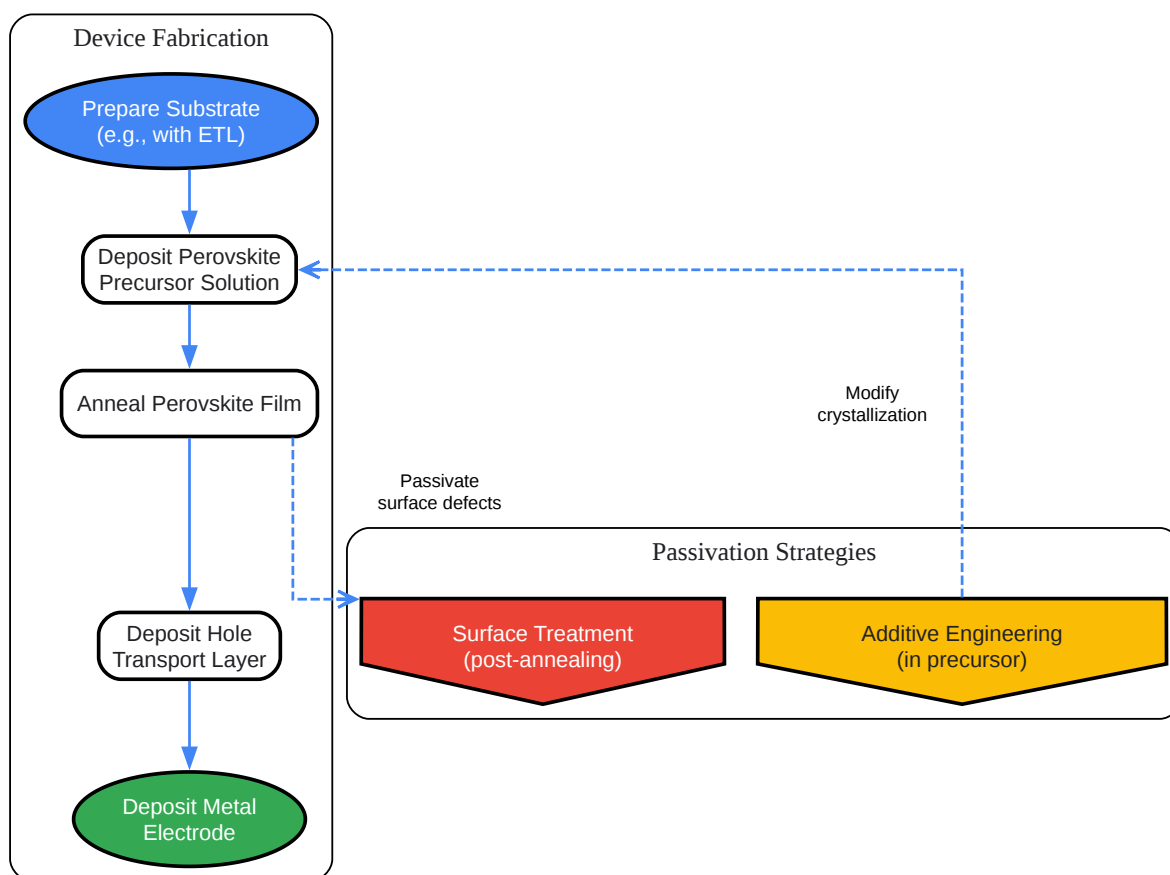 Device Fabrication
Prepare Substrate
(e.g., with ETL)
Deposit Perovskite
Precursor Solution
Anneal Perovskite Film
Modify
crystallization
Passivate
surface defects
Passivation Strategies
Surface Treatment
(post-annealing)
Additive Engineering
(in precursor)
Deposit Hole
Transport Layer
Deposit Metal
Electrode